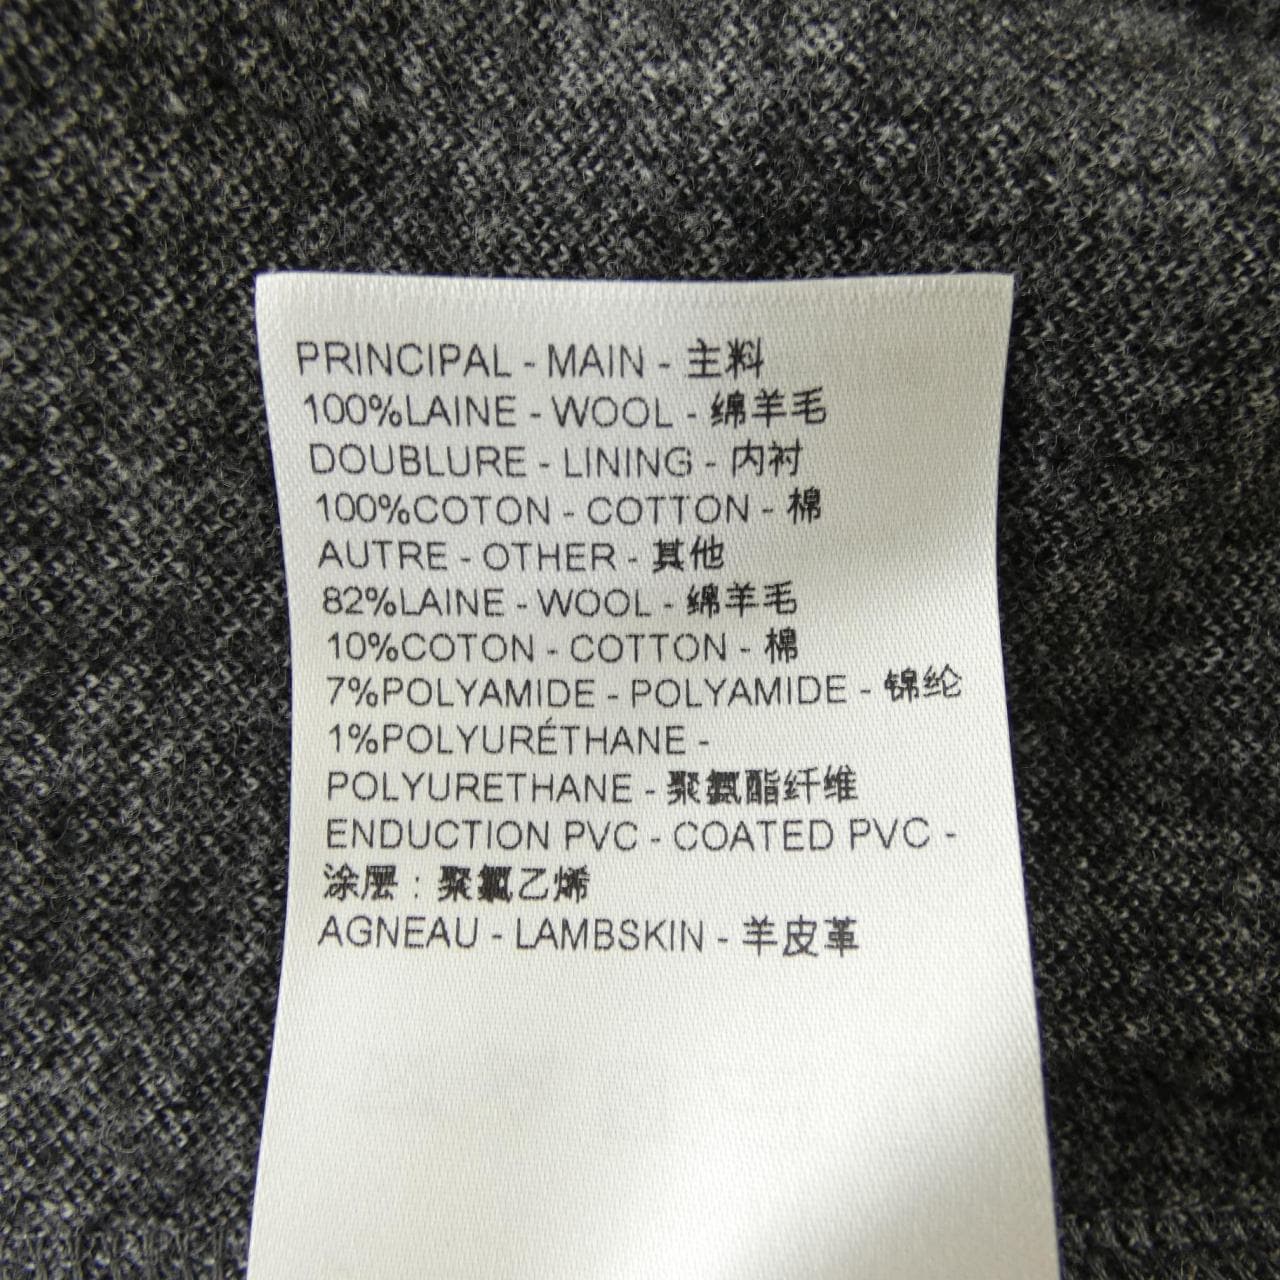 PRINCIPAL - MAIN - 主料
100%LAINE - WOOL - 绵羊毛
DOUBLURE - LINING - 内衬
100%COTON - COTTON - 棉
AUTRE - OTHER - 其他
82%LAINE - WOOL - 绵羊毛
10%COTON - COTTON - 棉
7%POLYAMIDE - POLYAMIDE - 锦纶
1%POLYURÉTHANE -
POLYURETHANE - 聚氨酯纤维
ENDUCTION PVC - COATED PVC -
涂层：聚氯乙烯
AGNEAU - LAMBSKIN - 羊皮革